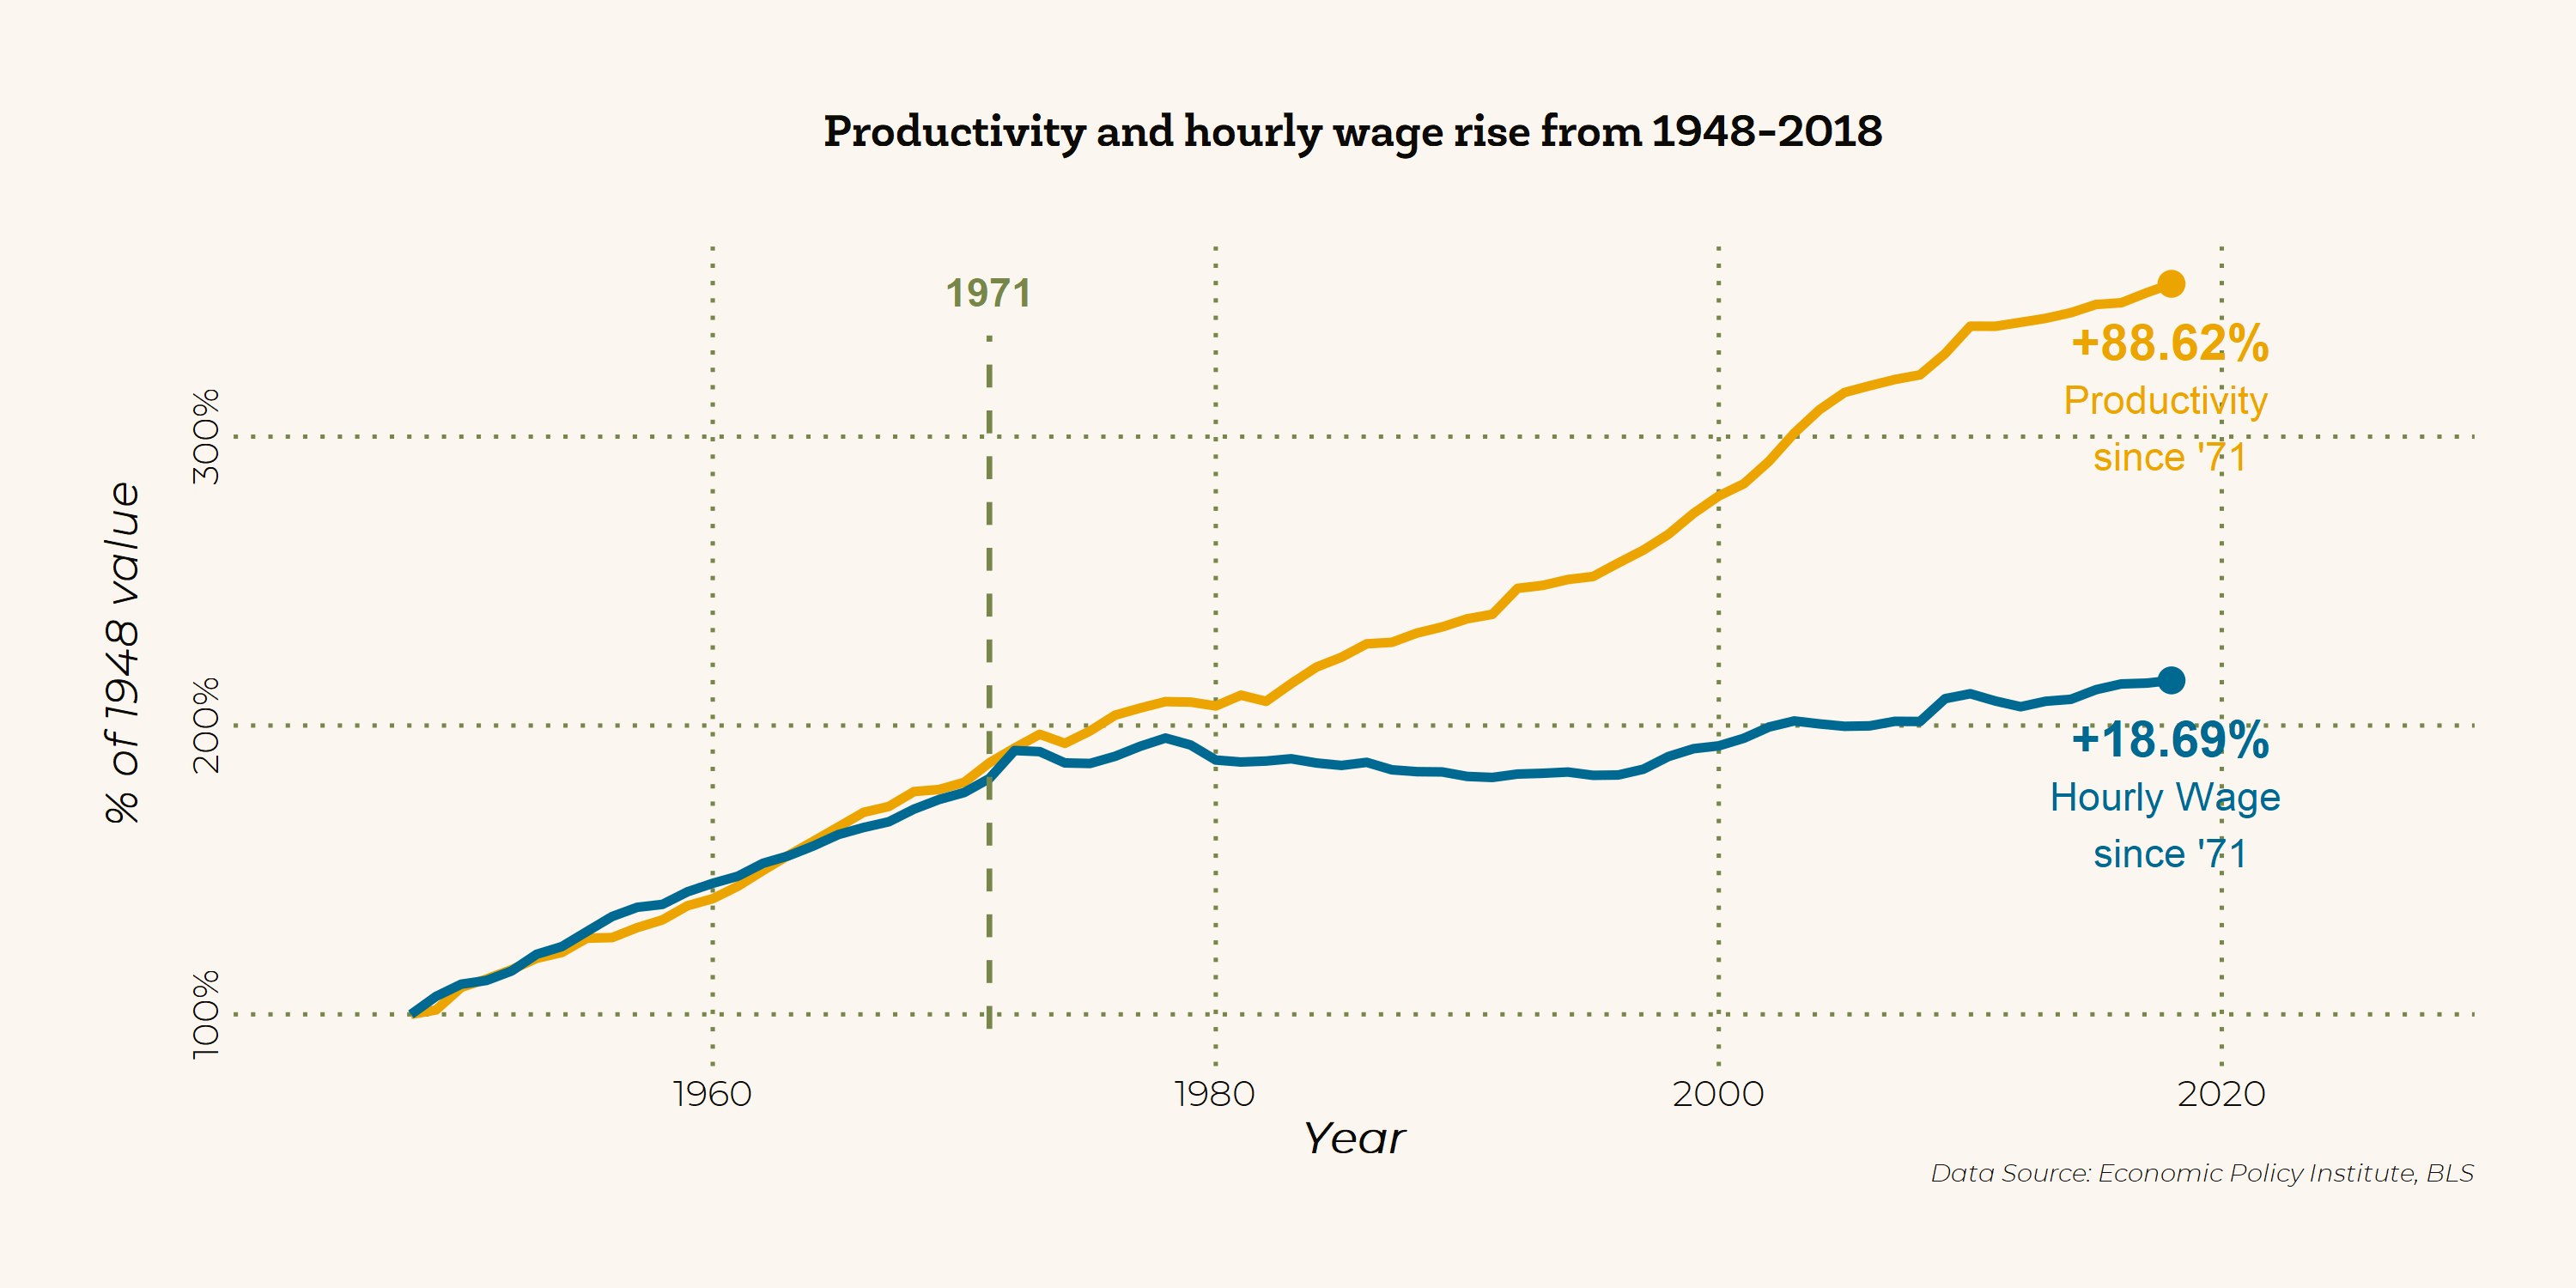 Productivity and hourly wage rise from 1948-2018
1971
+88.62%
Productivity
since '71
+18.69%
Hourly Wage
since '71
% of 1948 value
300%
200%
100%
1960
1980
2000
2020
Year
Data Source: Economic Policy Institute, BLS